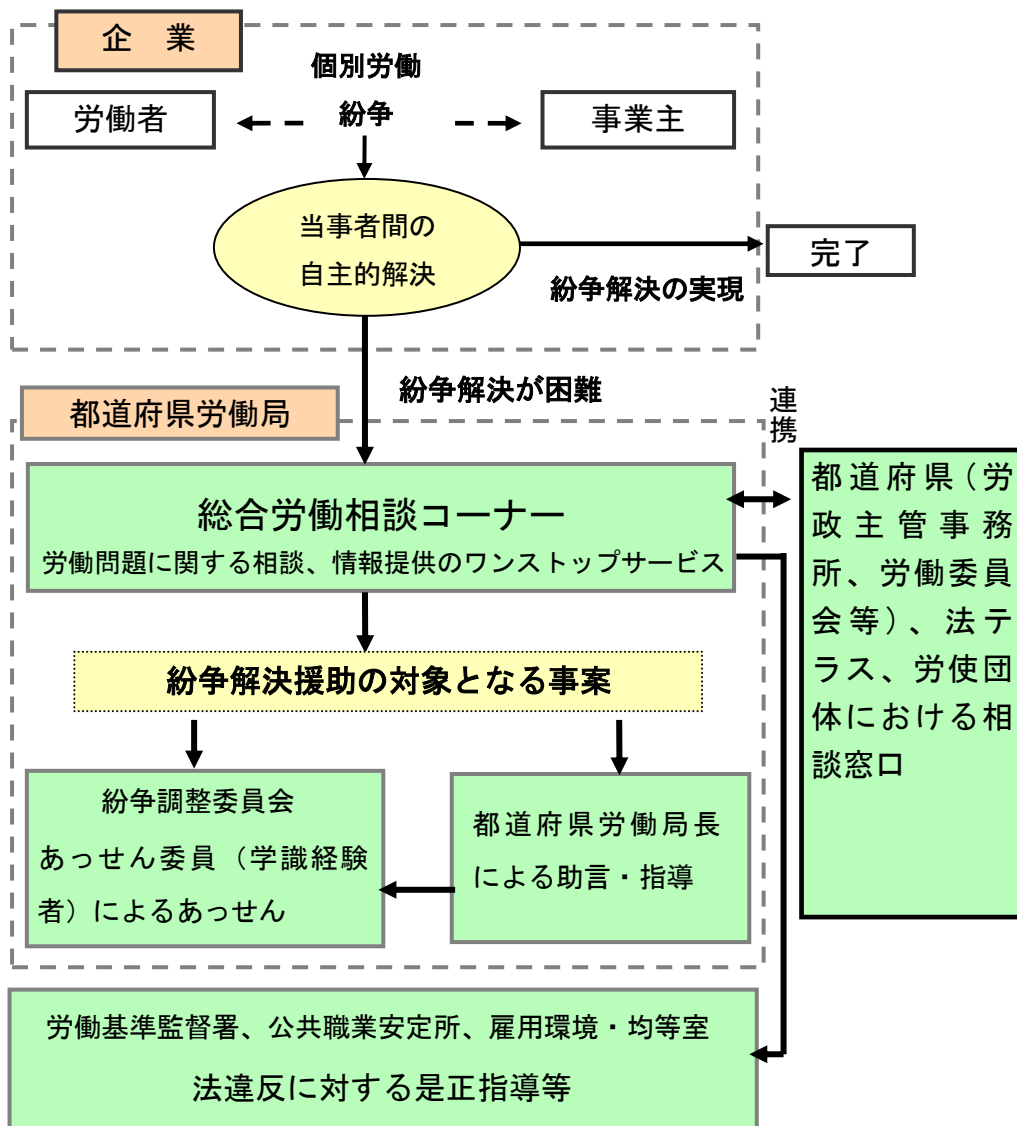 企　業
個別労働
紛争
労働者
事業主
当事者間の
自主的解決
完了
紛争解決の実現
紛争解決が困難
都道府県労働局
連携
総合労働相談コーナー
労働問題に関する相談、情報提供のワンストップサービス
都道府県（労
政主管事務
所、労働委員
会等）、法テ
ラス、労使団
体における相
談窓口
紛争解決援助の対象となる事案
紛争調整委員会
あっせん委員（学識経験
者）によるあっせん
都道府県労働局長
による助言・指導
労働基準監督署、公共職業安定所、雇用環境・均等室
法違反に対する是正指導等